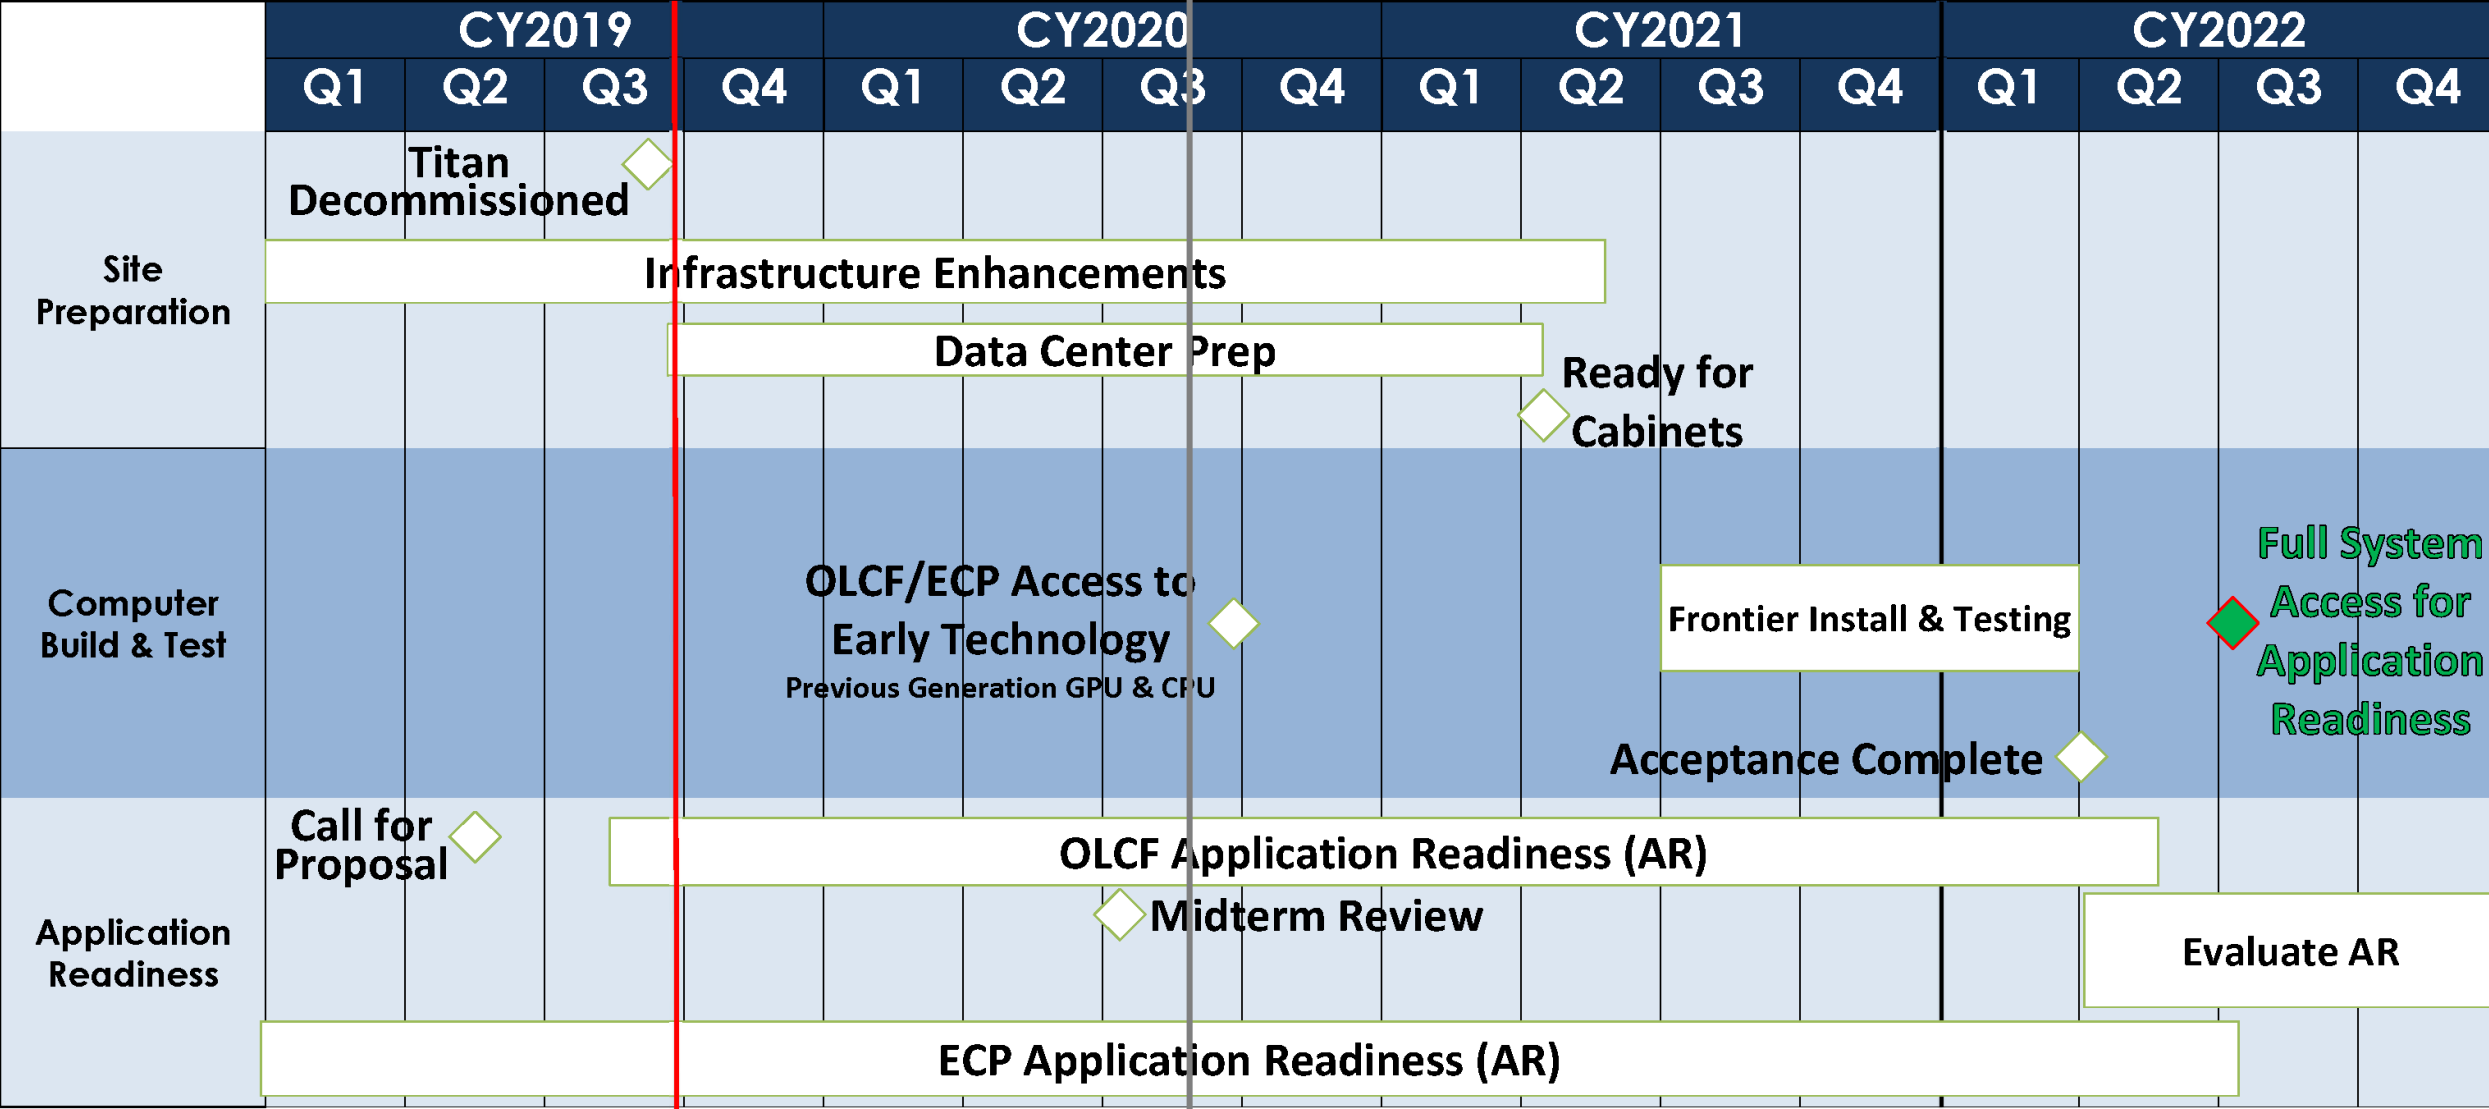 CY2019 CY2020 CY2021 CY2022
Q1 Q2 Q3 Q4 Q1 Q2 Q3 Q4 Q1 Q2 Q3 Q4 Q1 Q2 Q3 Q4
Site
Preparation
Titan
Decommissioned
Infrastructure Enhancements
Data Center Prep
Ready for
Cabinets
Computer
Build & Test
OLCF/ECP Access to
Early Technology
Previous Generation GPU & CPU
Frontier Install & Testing
Full System
Access for
Application
Readiness
Acceptance Complete
Application
Readiness
Call for
Proposal
OLCF Application Readiness (AR)
Midterm Review
Evaluate AR
ECP Application Readiness (AR)